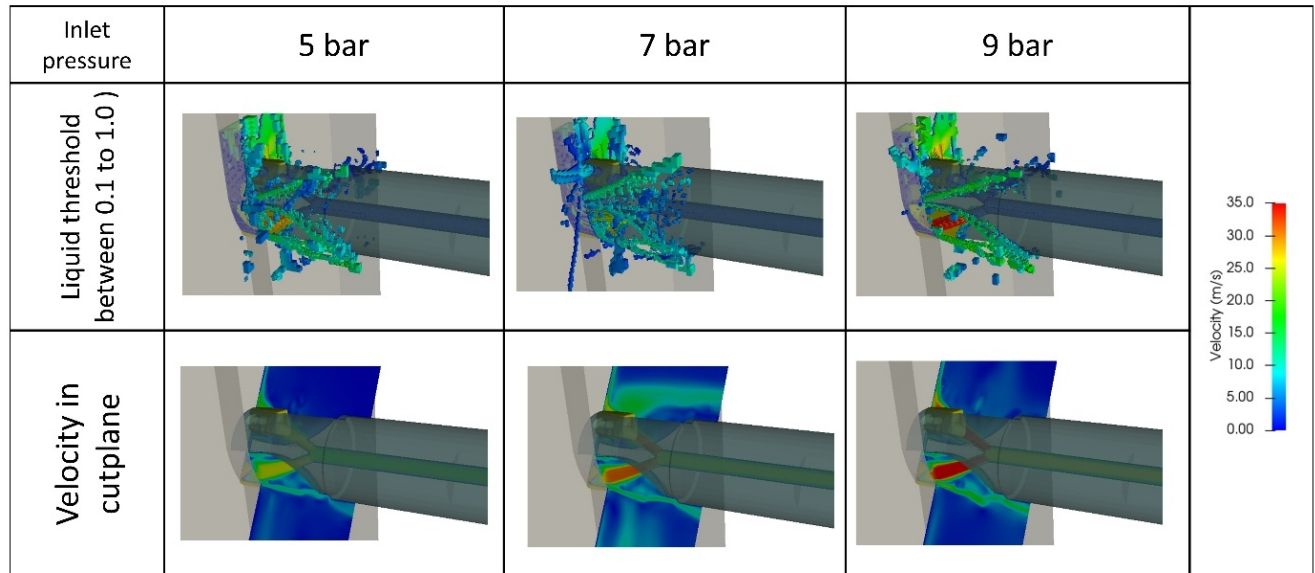 Inlet
pressure
5 bar
7 bar
9 bar
Liquid threshold
between 0.1 to 1.0 )
Velocity in
cutplane
35.0
30.0
25.0
20.0
15.0
10.0
5.00
0.00
Velocity (m/s)